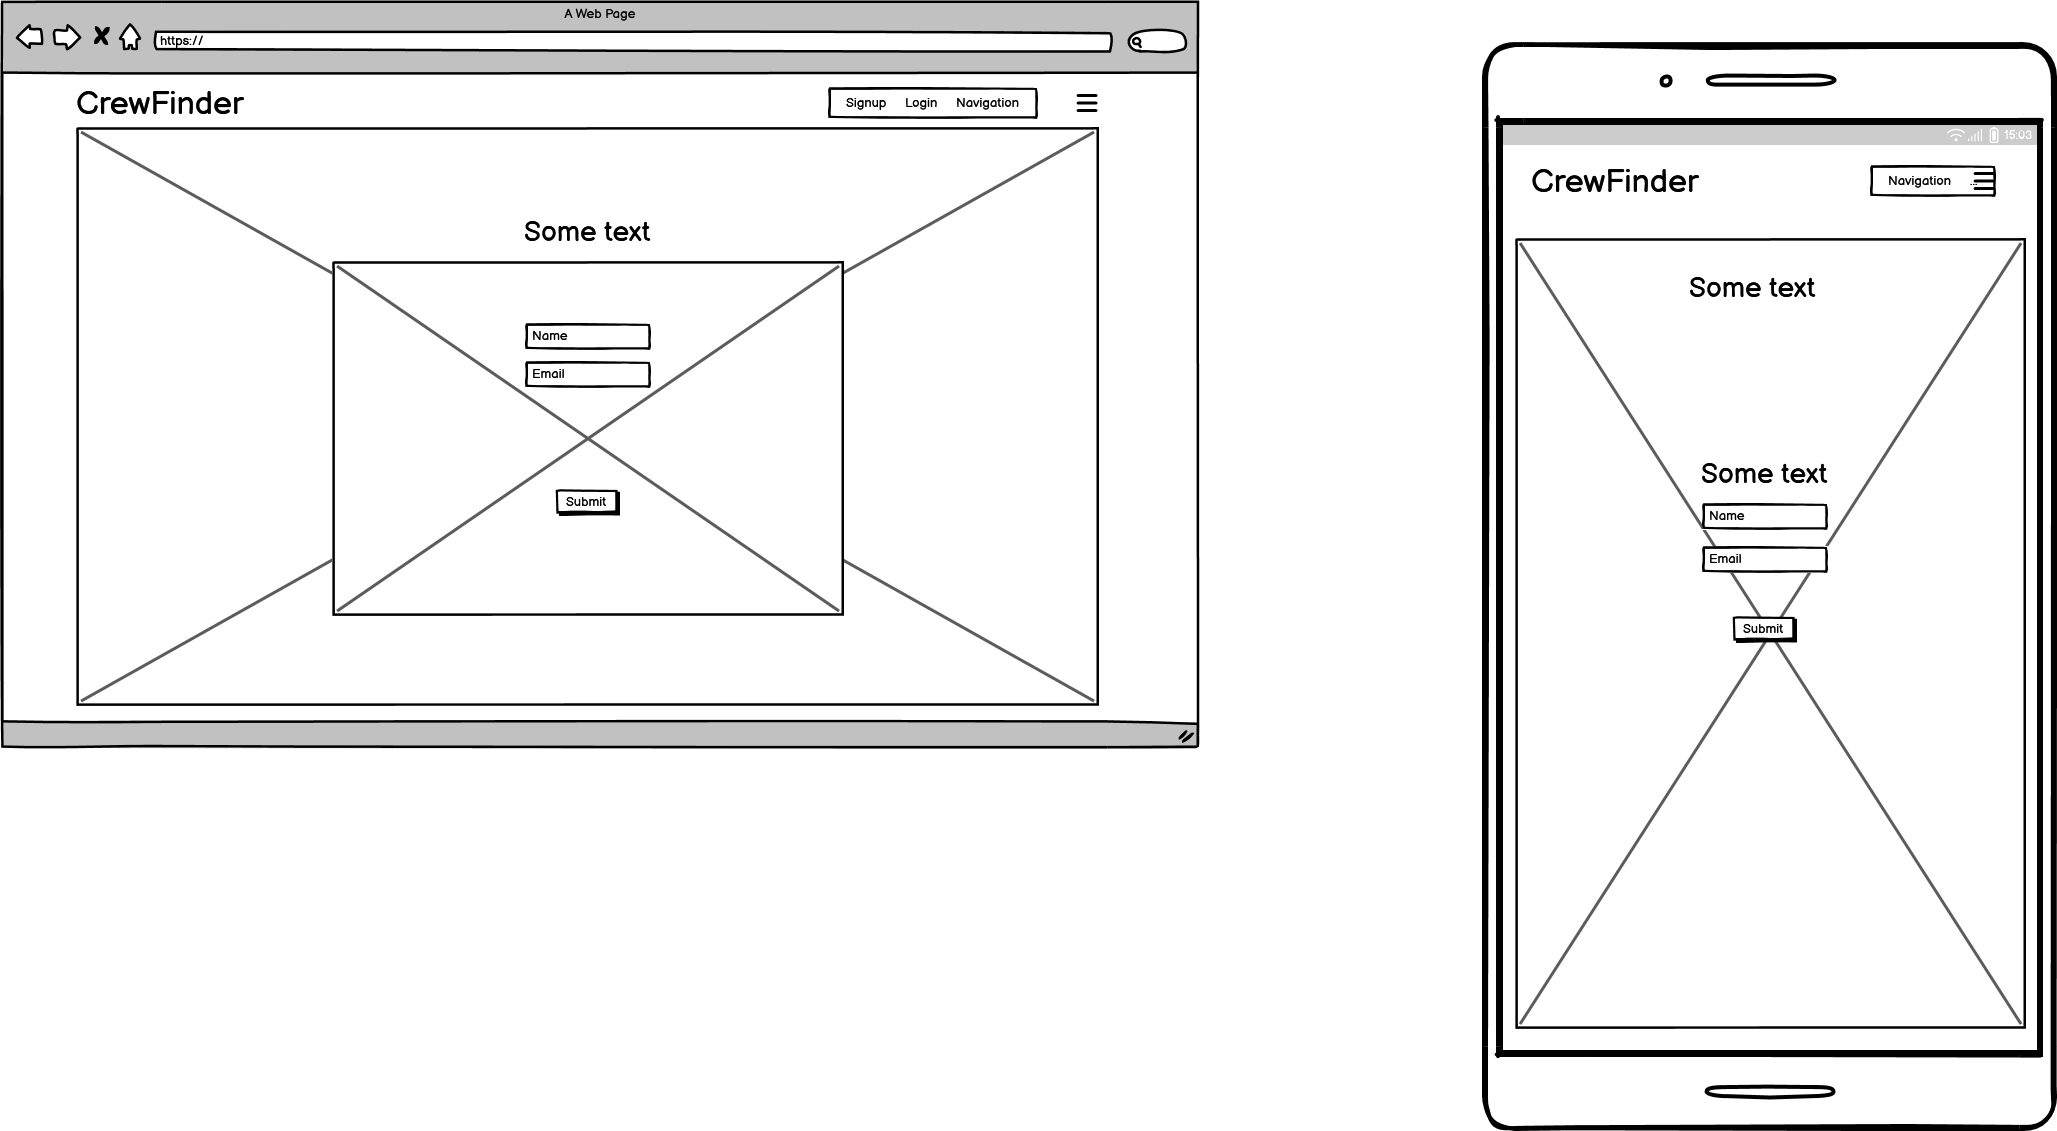 A Web Page
https://
CrewFinder
Signup Login Navigation
Some text
Name
Email
Submit
15:03
CrewFinder
Navigation ...
Some text
Some text
Name
Email
Submit